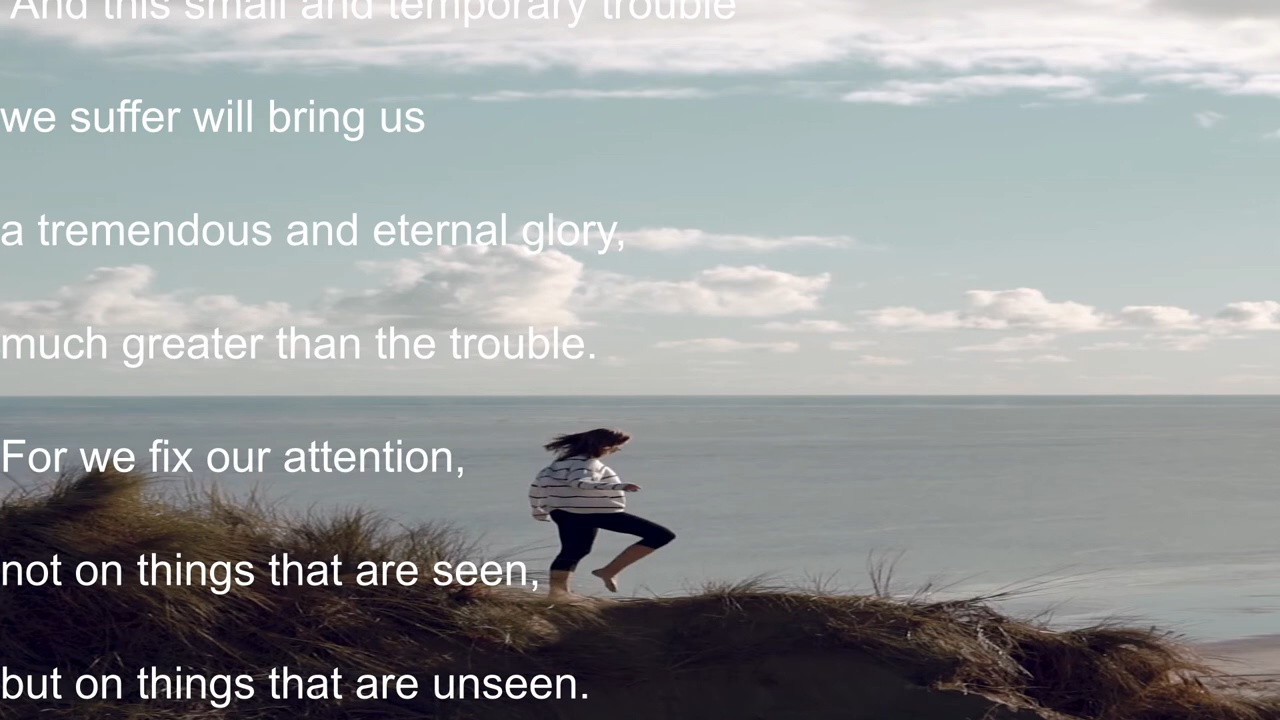 And this small and temporary trouble
we suffer will bring us
a tremendous and eternal glory,
much greater than the trouble.
For we fix our attention,
not on things that are seen,
but on things that are unseen.